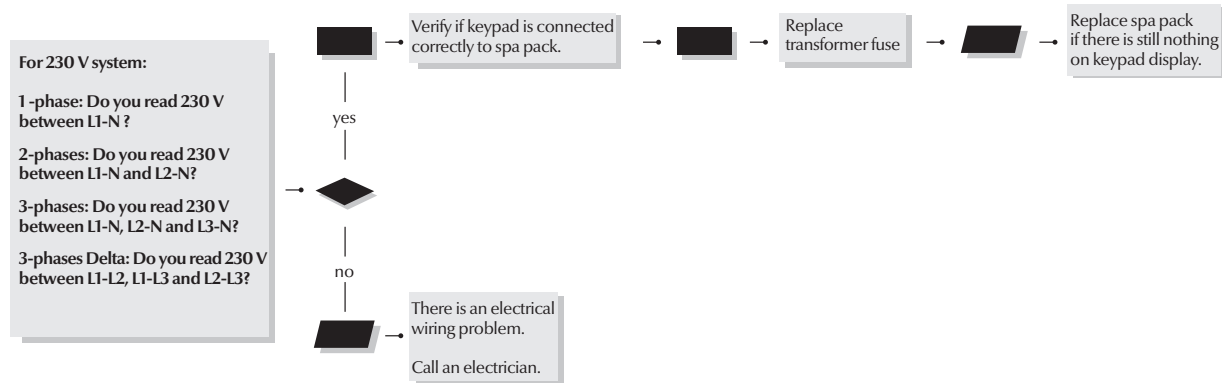 For 230 V system:
1 -phase: Do you read 230 V
between L1-N ?
2-phases: Do you read 230 V
between L1-N and L2-N?
3-phases: Do you read 230 V
between L1-N, L2-N and L3-N?
3-phases Delta: Do you read 230 V
between L1-L2, L1-L3 and L2-L3?
yes
no
Verify if keypad is connected
correctly to spa pack.
Replace
transformer fuse
Replace spa pack
if there is still nothing
on keypad display.
There is an electrical
wiring problem.
Call an electrician.